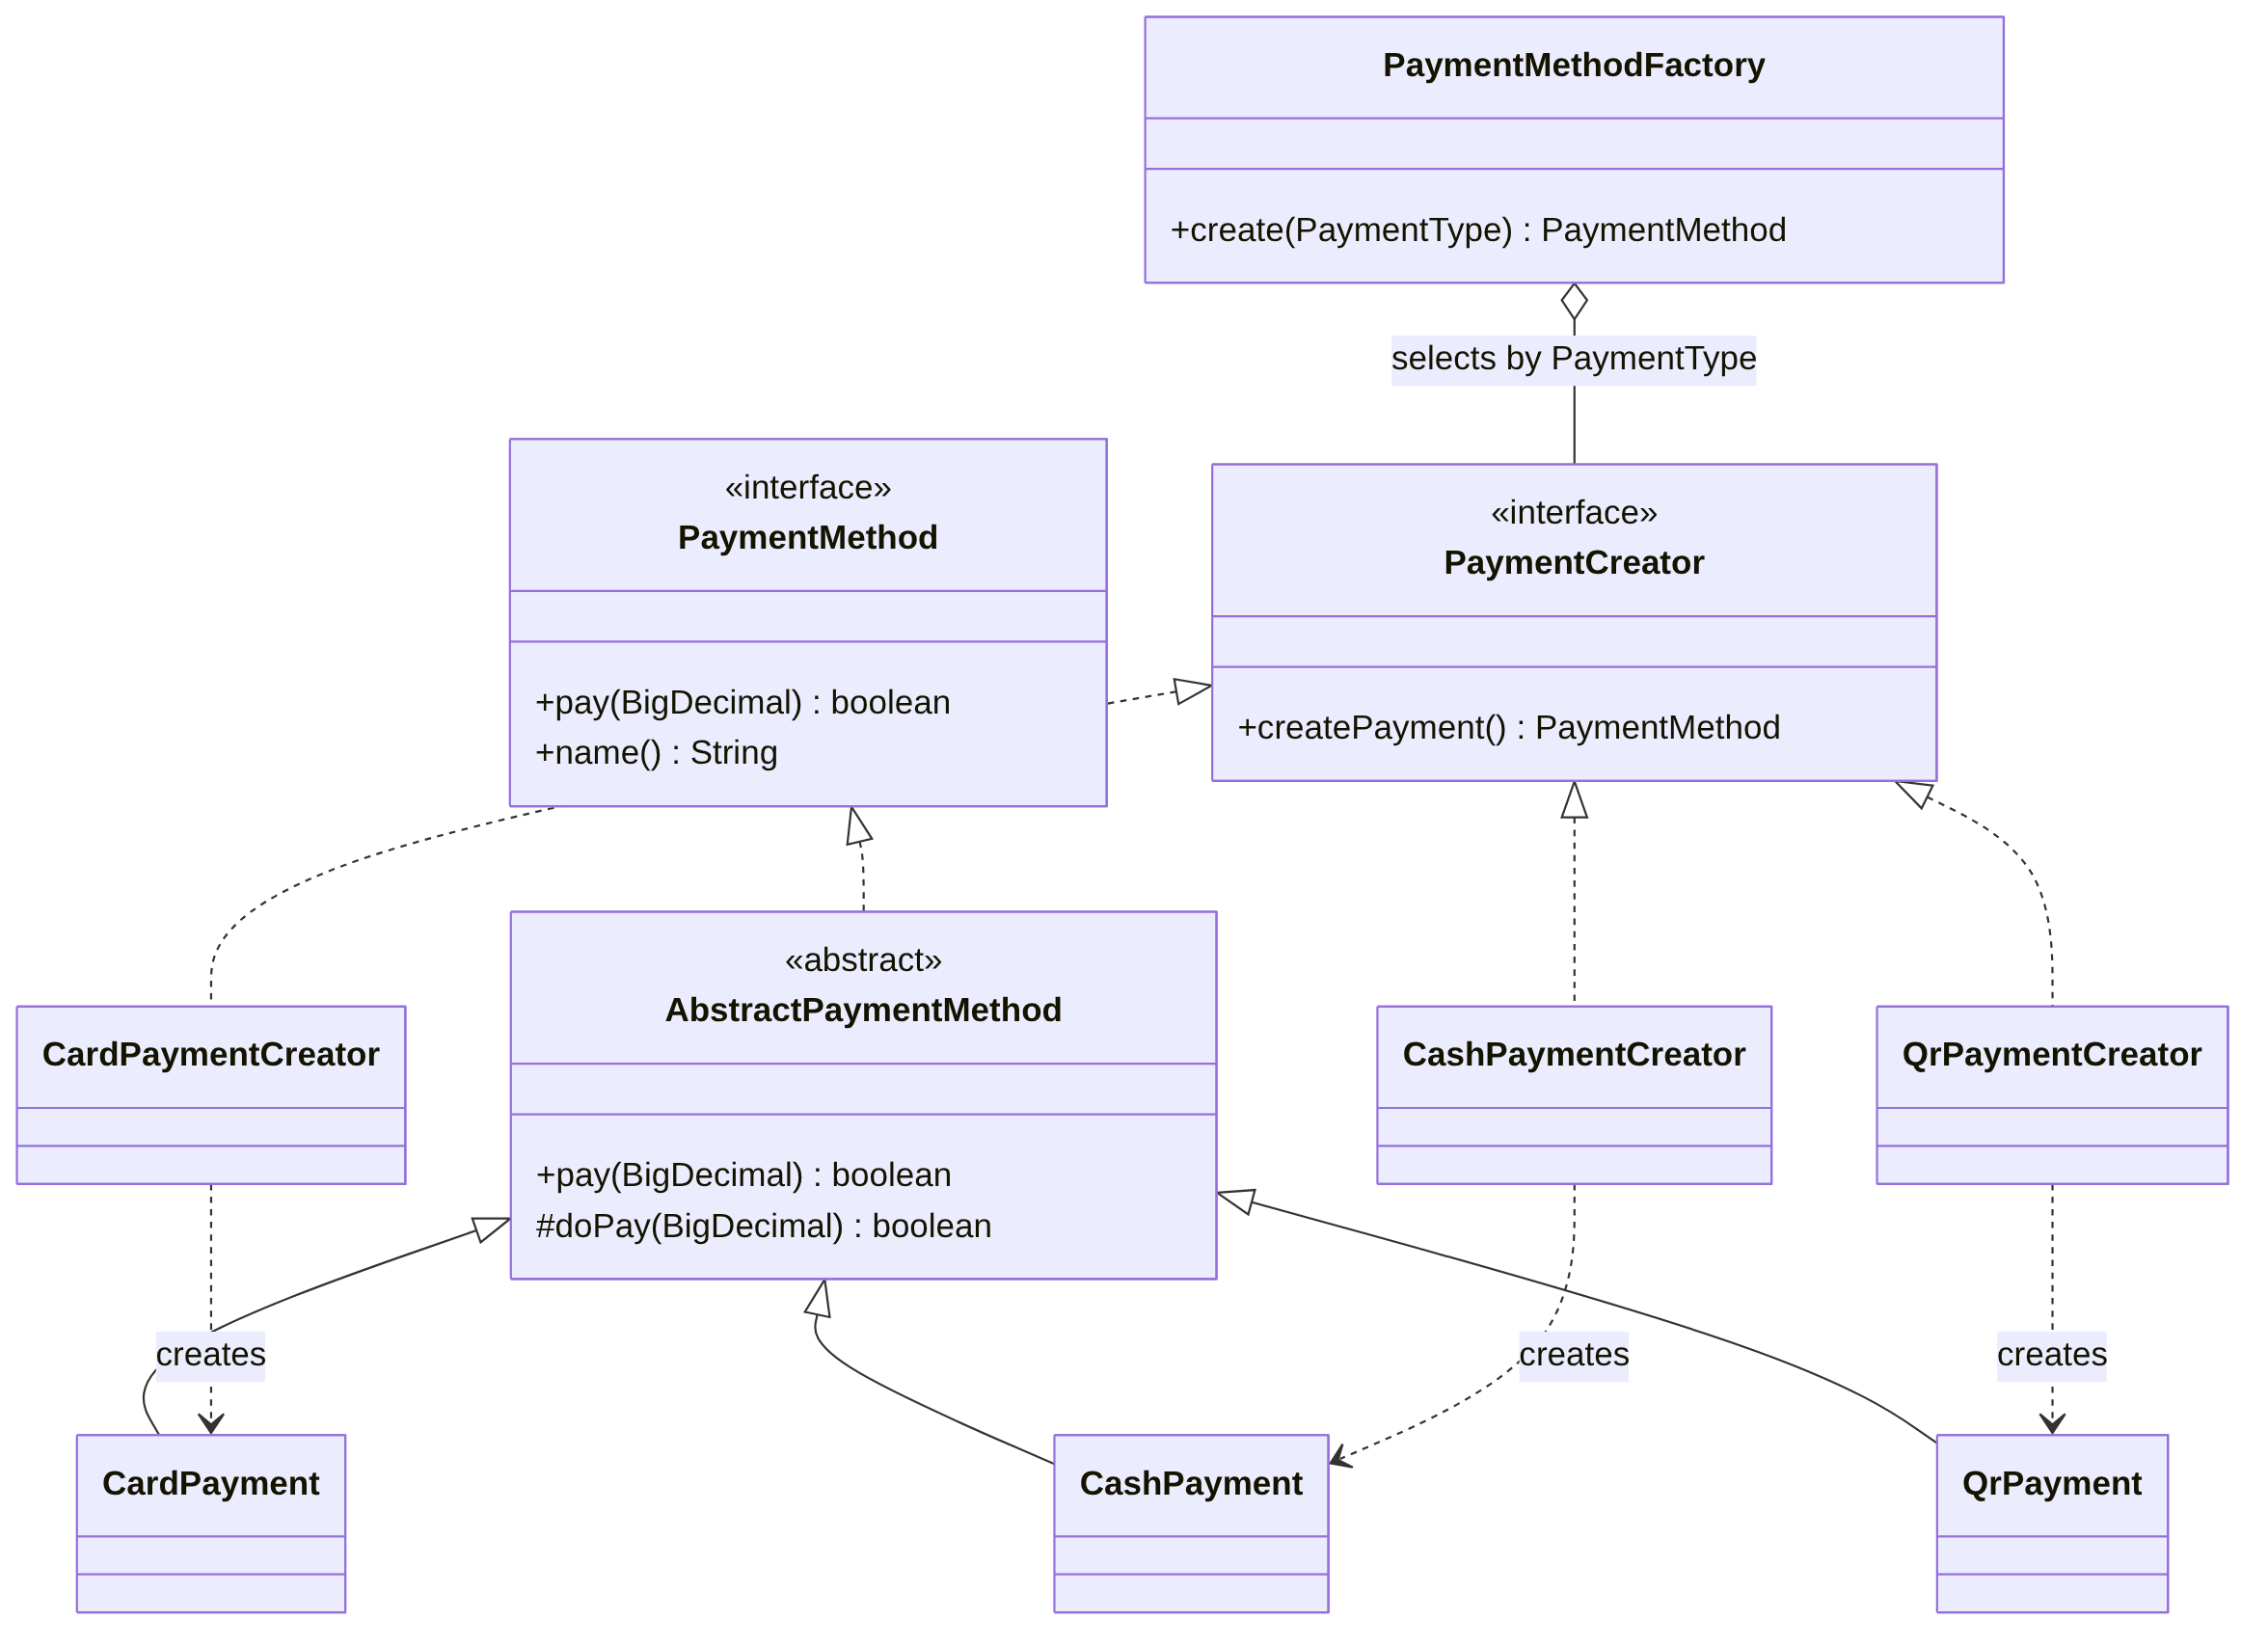 PaymentMethodFactory
+create(PaymentType) : PaymentMethod
selects by PaymentType
«interface»
PaymentMethod
+pay(BigDecimal) : boolean
+name() : String
«interface»
PaymentCreator
+createPayment() : PaymentMethod
CardPaymentCreator
«abstract»
AbstractPaymentMethod
+pay(BigDecimal) : boolean
#doPay(BigDecimal) : boolean
CashPaymentCreator
QrPaymentCreator
creates
creates
creates
CardPayment
CashPayment
QrPayment